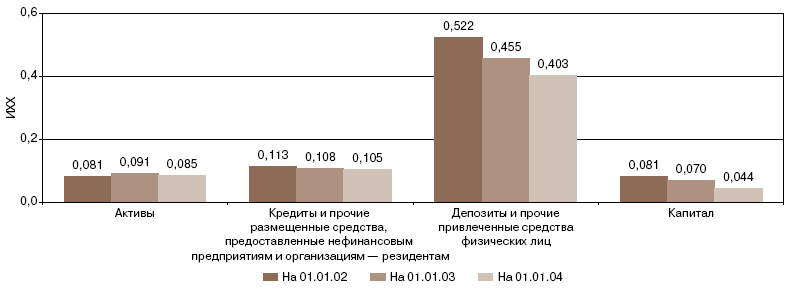 0,6
0,4
0,2
0,0
ИХХ
0,081
0,091
0,085
0,113
0,108
0,105
0,522
0,455
0,403
0,081
0,070
0,044
Активы
Кредиты и прочие
размещенные средства,
предоставленные нефинансовым
предприятиям и организациям — резидентам
Депозиты и прочие
привлеченные средства
физических лиц
Капитал
На 01.01.02
На 01.01.03
На 01.01.04